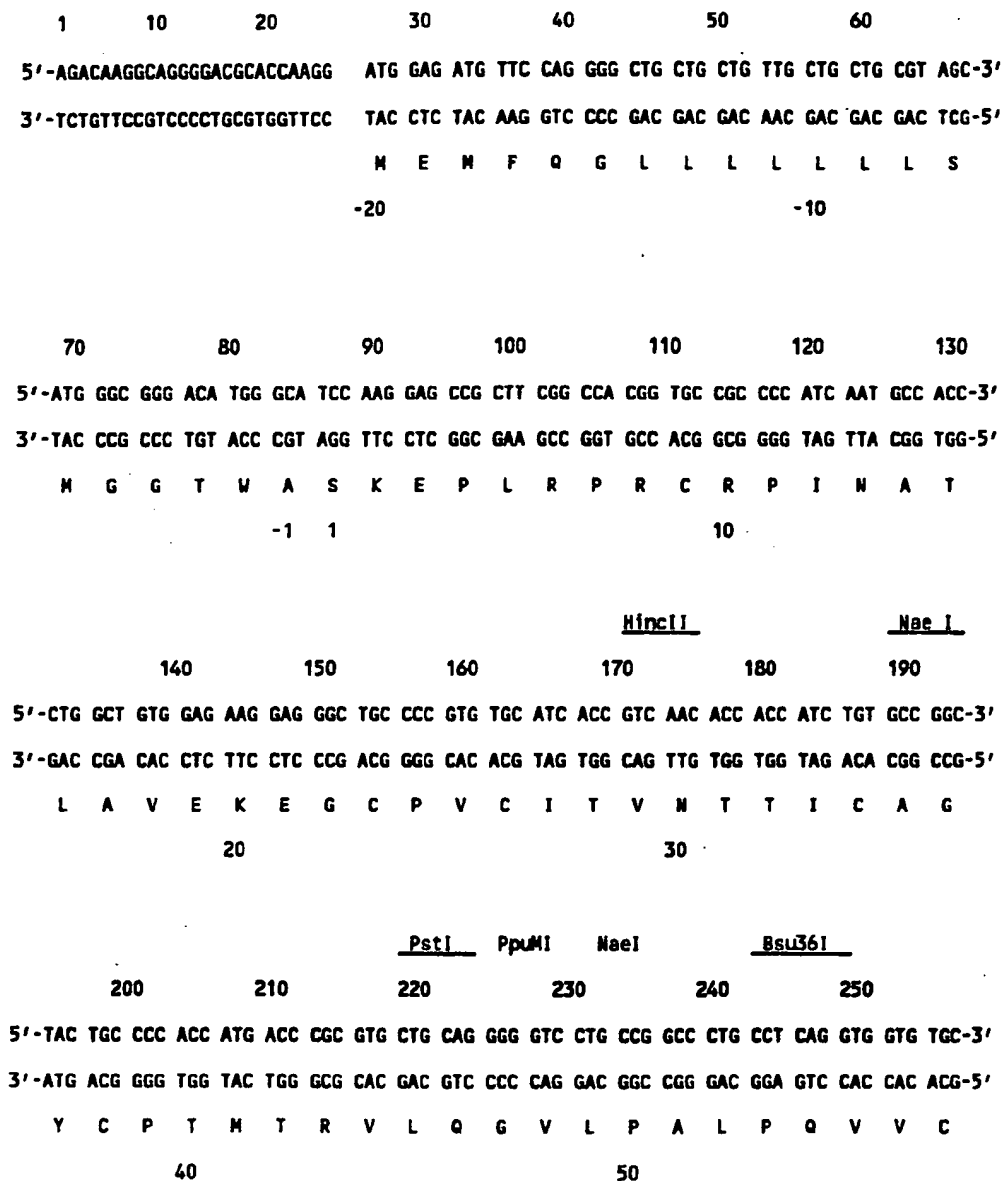 1 10 20 30 40 50 60
5'-AGACAAGGCAGGGGACGCACCAAGG ATG GAG ATG TTC CAG GGG CTG CTG CTG TTG CTG CTG CGT AGC-3'
3'-TCTGTTCCGTCCCCTGCGTGGTTCC TAC CTC TAC AAG GTC CCC GAC GAC GAC AAC GAC GAC GAC TCG-5'
M E M F Q G L L L L L L L S
-20 -10
70 80 90 100 110 120 130
5'-ATG GGC GGG ACA TGG GCA TCC AAG GAG CCG CTT CGG CCA CGG TGC CGC CCC ATC AAT GCC ACC-3'
3'-TAC CCG CCC TGT ACC CGT AGG TTC CTC GGC GAA GCC GGT GCC ACG GCG GGG TAG TTA CGG TGG-5'
M G G T W A S K E P L R P R C R P I N A T
-1 1 10
HincII Nae I
140 150 160 170 180 190
5'-CTG GCT GTG GAG AAG GAG GGC TGC CCC GTG TGC ATC ACC GTC AAC ACC ACC ATC TGT GCC GGC-3'
3'-GAC CGA CAC CTC TTC CTC CCG ACG GGG CAC ACG TAG TGG CAG TTG TGG TGG TAG ACA CGG CCG-5'
L A V E K E G C P V C I T V N T T I C A G
20 30
PstI PpuMI NaeI Bsu36I
200 210 220 230 240 250
5'-TAC TGC CCC ACC ATG ACC CGC GTG CTG CAG GGG GTC CTG CCG GCC CTG CCT CAG GTG GTG TGC-3'
3'-ATG ACG GGG TGG TAC TGG GCG CAC GAC GTC CCC CAG GAC GGC CGG GAC GGA GTC CAC CAC ACG-5'
Y C P T M T R V L Q G V L P A L P Q V V C
40 50